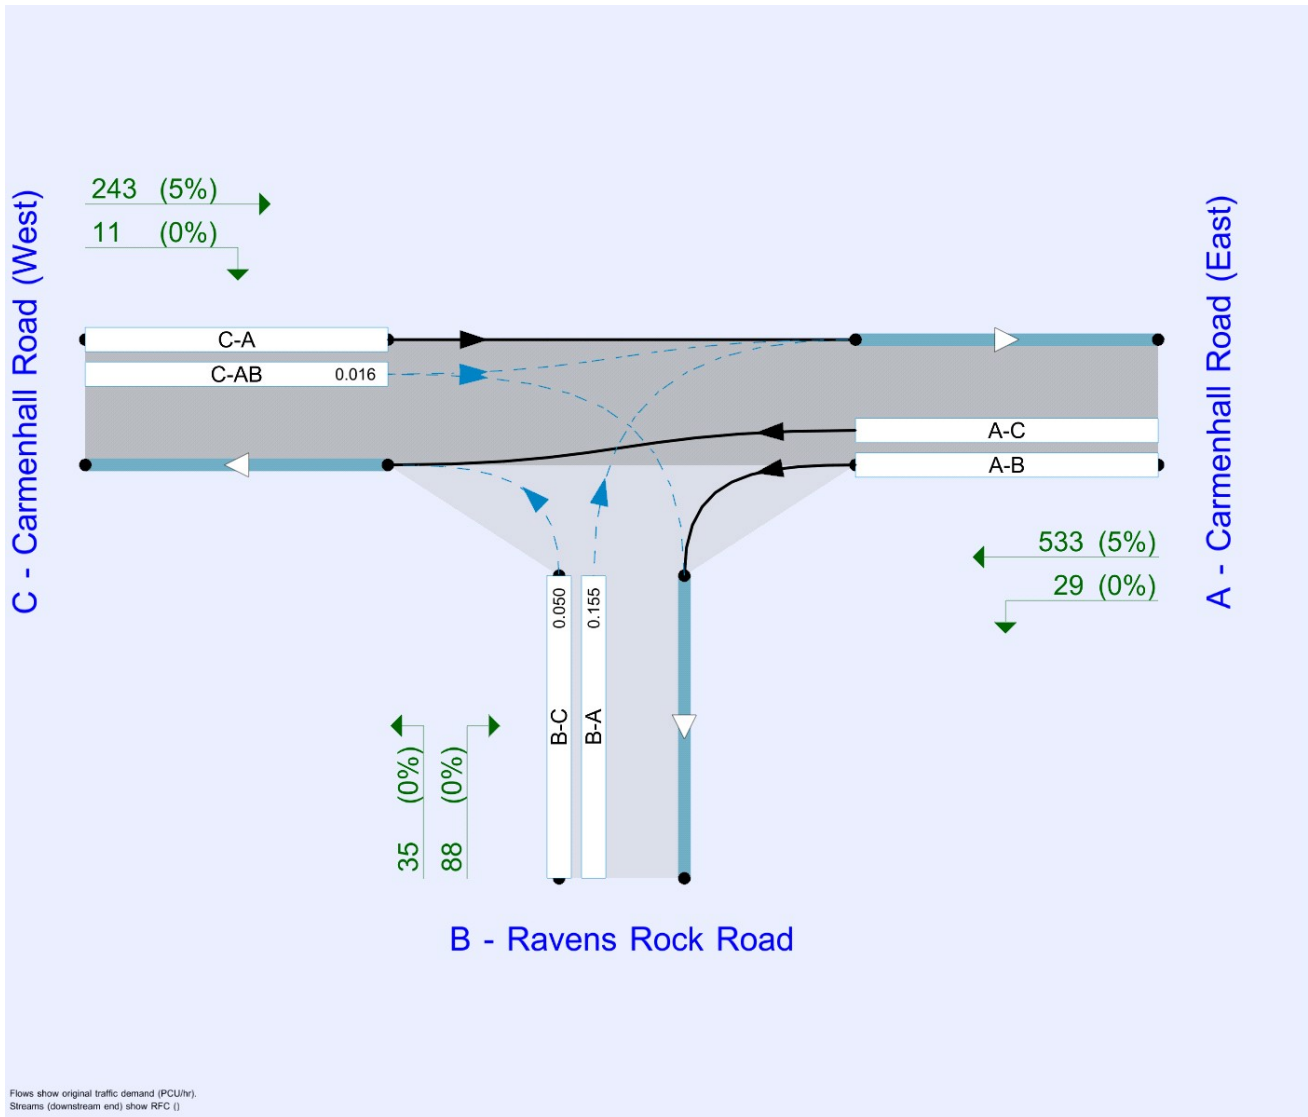 243 (5%)
11 (0%)
C - Carmenhall Road (West)
A - Carmenhall Road (East)
C-A
C-AB 0.016
A-C
A-B
533 (5%)
29 (0%)
0.050
0.155
B-C
B-A
35 (0%)
88 (0%)
B - Ravens Rock Road
Flows show original traffic demand (PCU/hr).
Streams (downstream end) show RFC ()